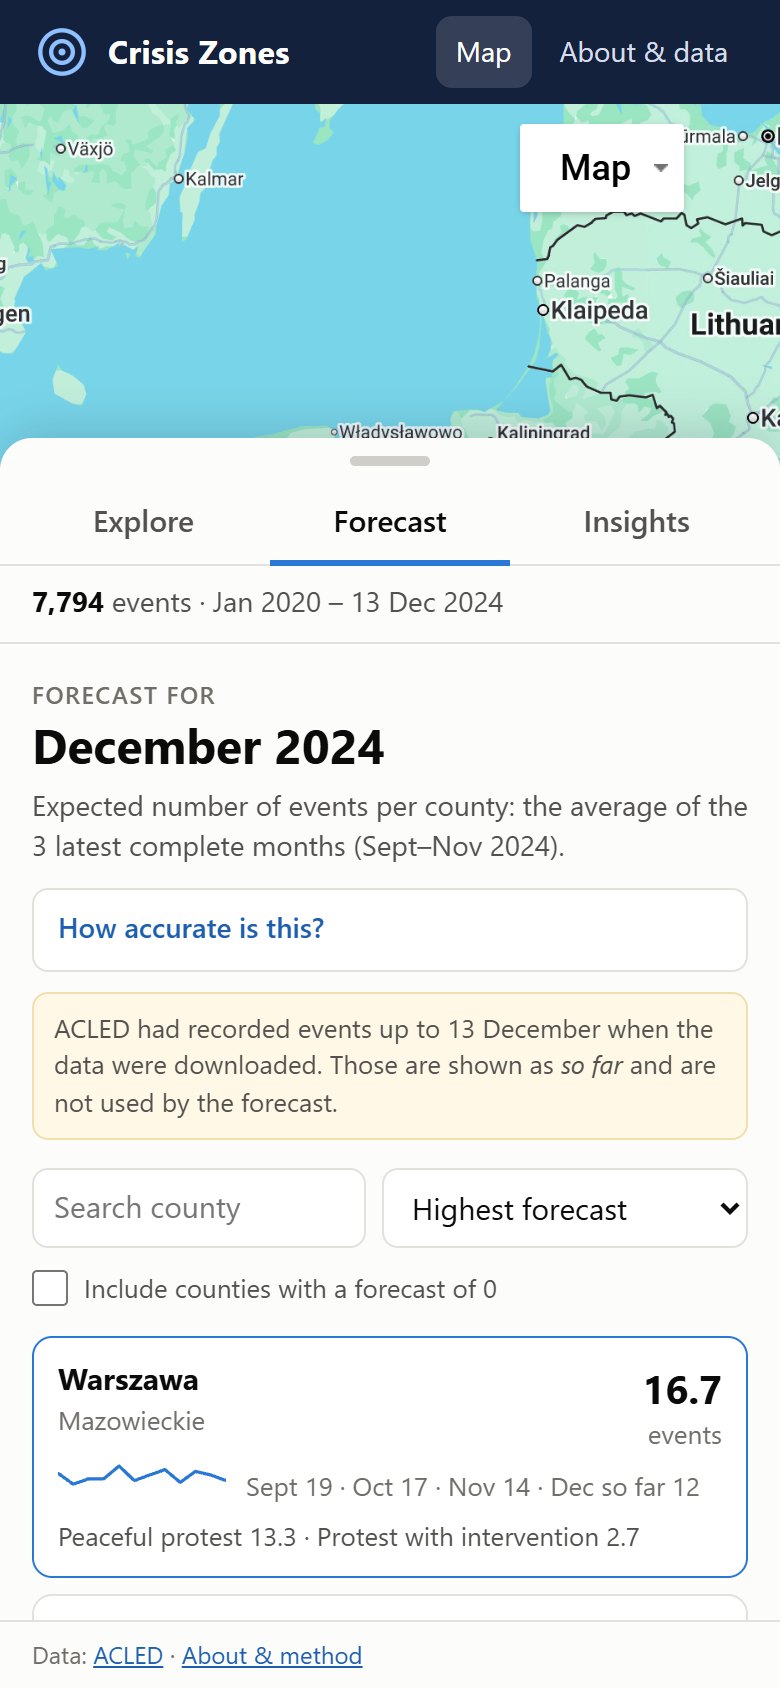 Crisis Zones
Map
About & data
Växjö
Kalmar
Map
Palanga
Klaipeda
Šiauliai
Władysławowo
Kaliningrad
Explore
Forecast
Insights
7,794 events · Jan 2020 – 13 Dec 2024
FORECAST FOR
December 2024
Expected number of events per county: the average of the
3 latest complete months (Sept–Nov 2024).
How accurate is this?
ACLED had recorded events up to 13 December when the
data were downloaded. Those are shown as so far and are
not used by the forecast.
Search county
Highest forecast
Include counties with a forecast of 0
Warszawa
16.7
Mazowieckie
events
Sept 19 · Oct 17 · Nov 14 · Dec so far 12
Peaceful protest 13.3 · Protest with intervention 2.7
Data: ACLED · About & method